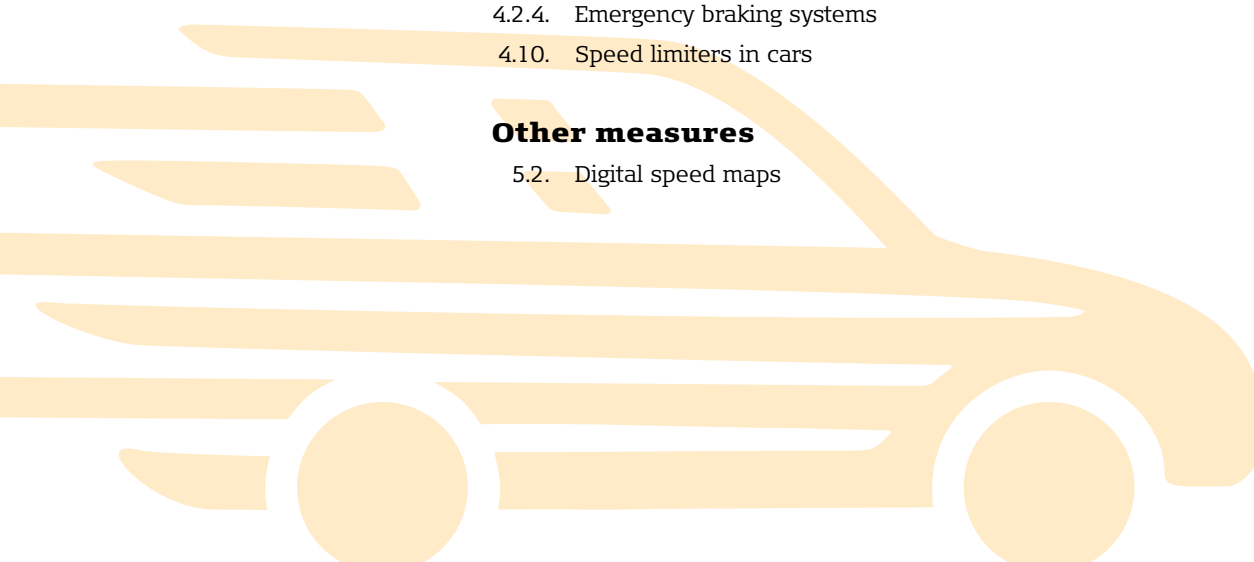 4.2.4. Emergency braking systems
4.10. Speed limiters in cars
Other measures
5.2. Digital speed maps